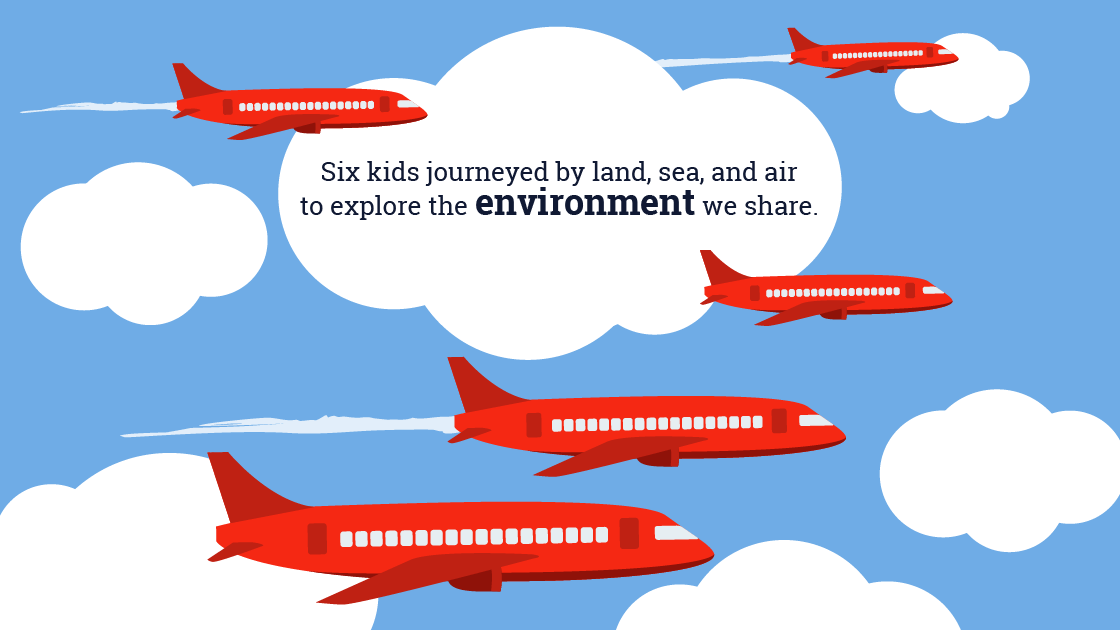 Six kids journeyed by land, sea, and air
to explore the environment we share.